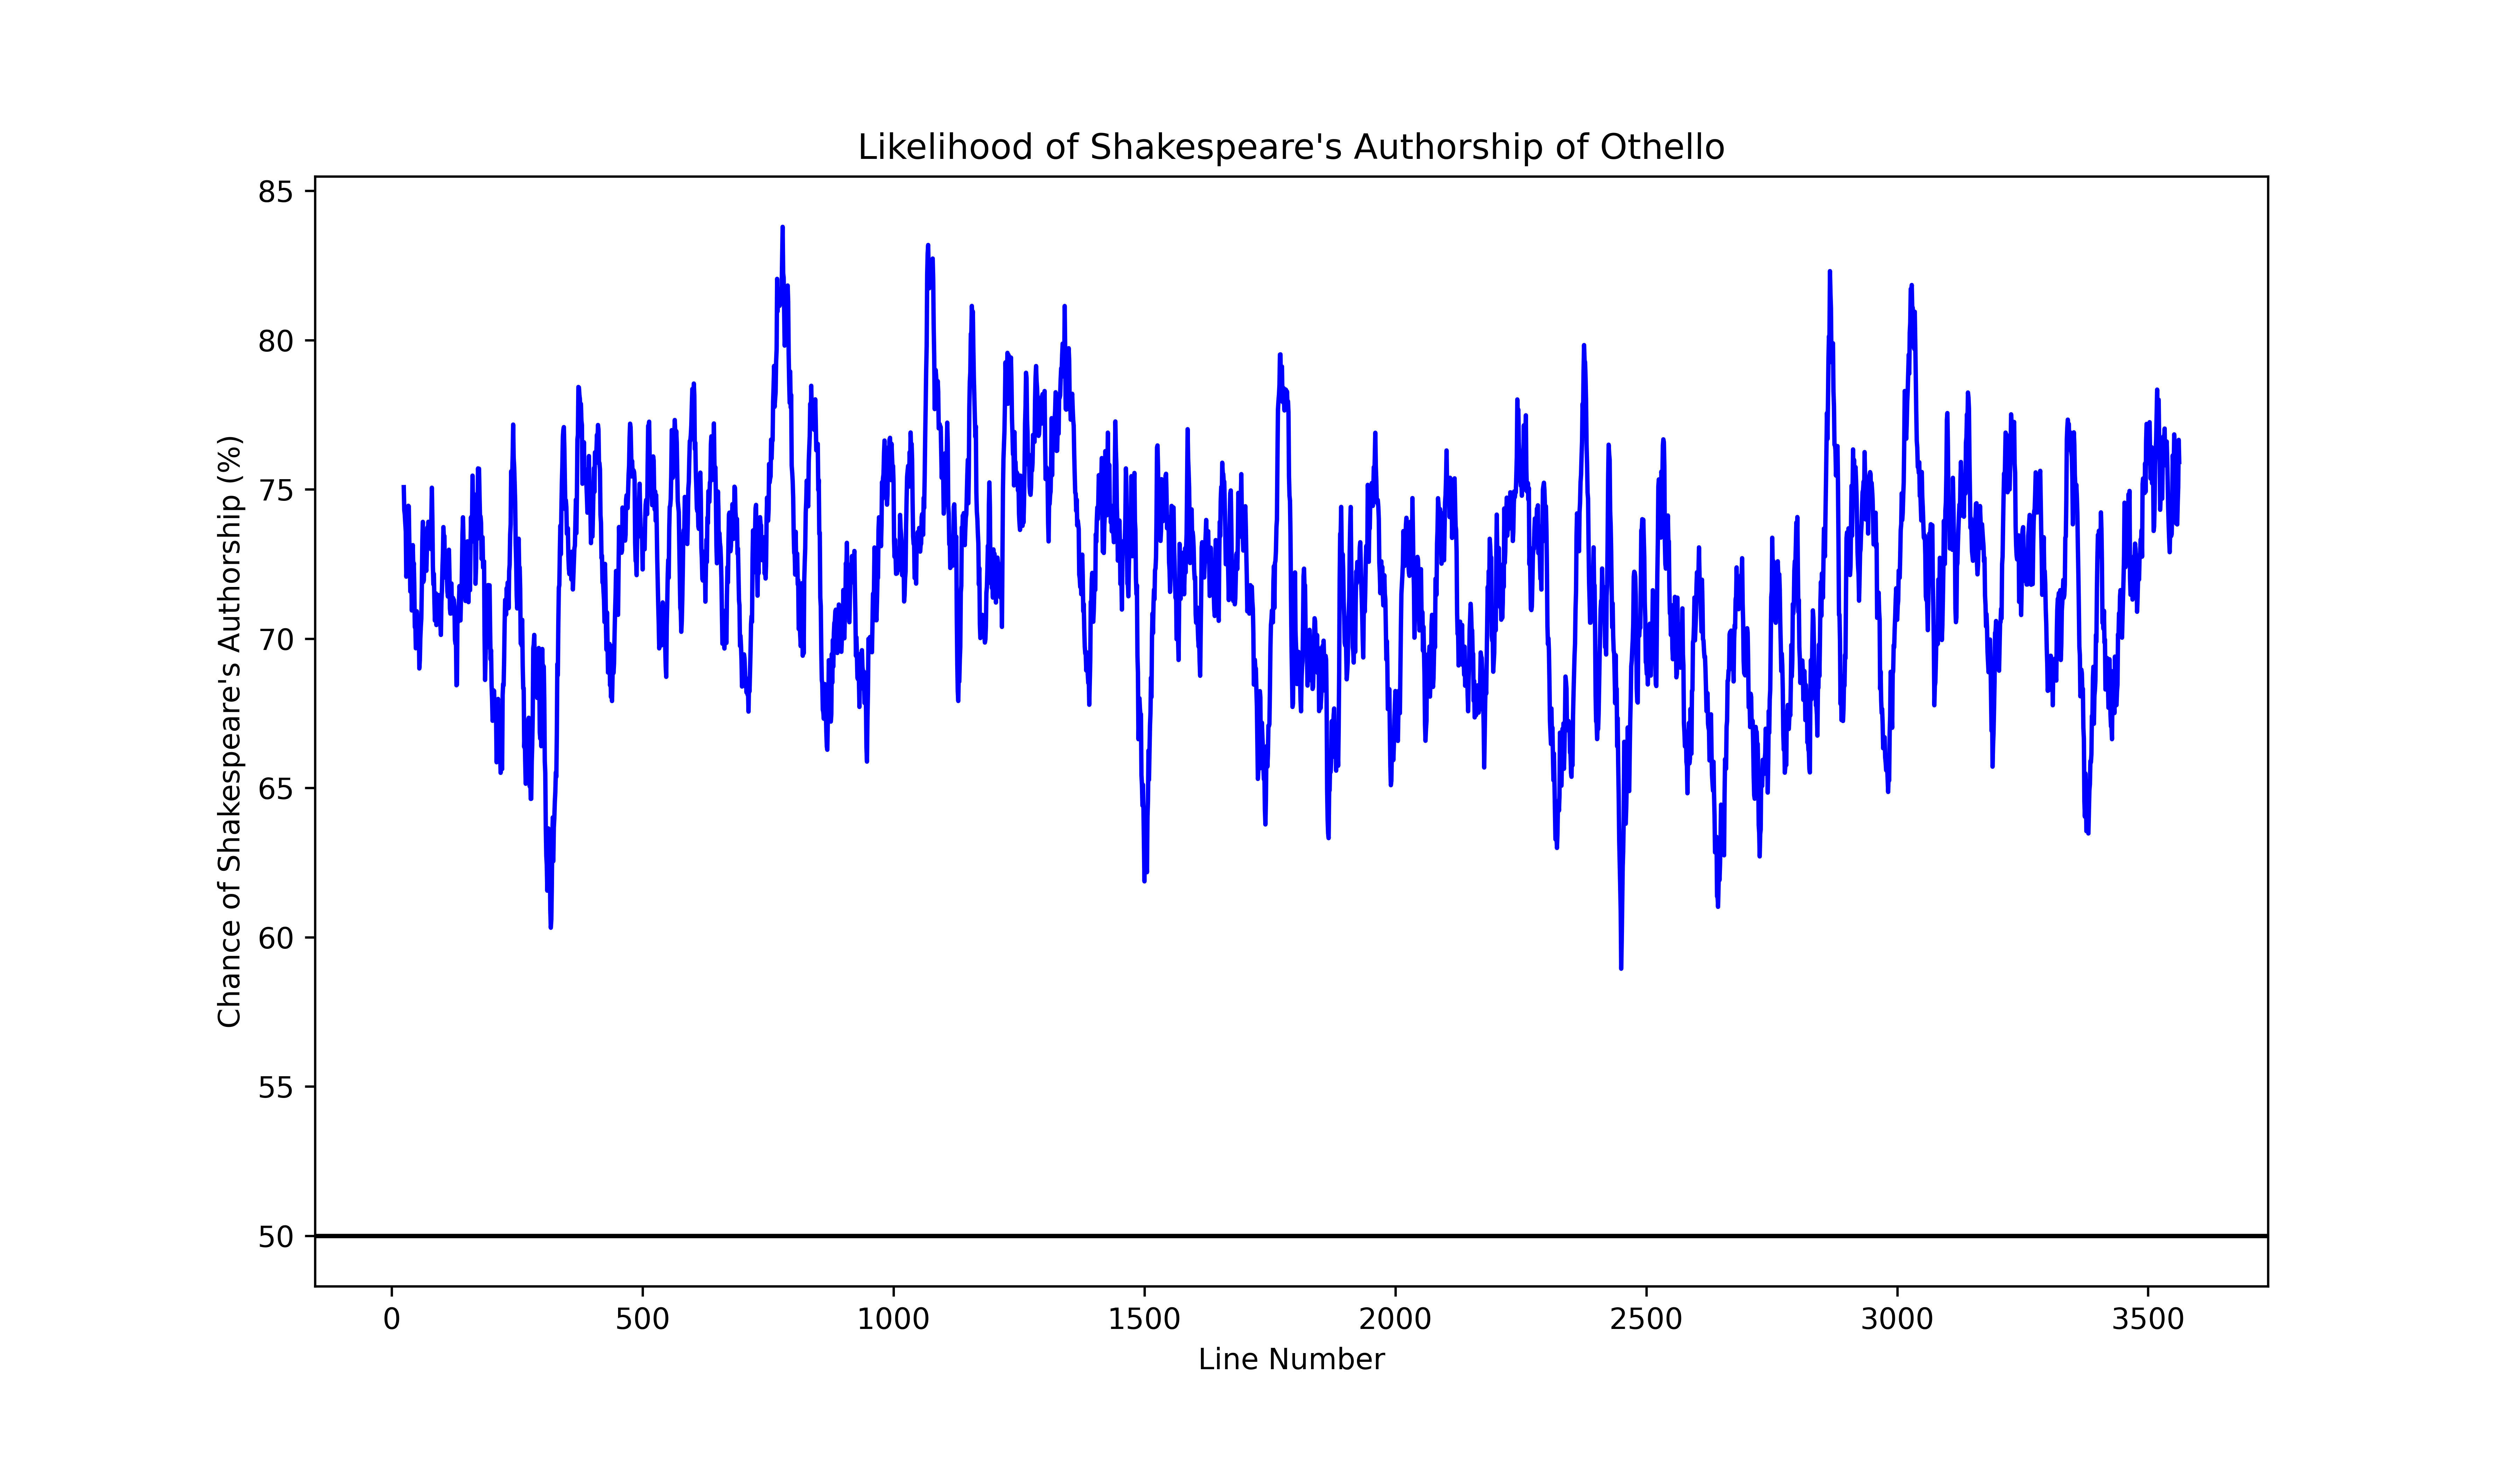 Likelihood of Shakespeare's Authorship of Othello
Chance of Shakespeare's Authorship (%)
85
80
75
70
65
60
55
50
0 500 1000 1500 2000 2500 3000 3500
Line Number